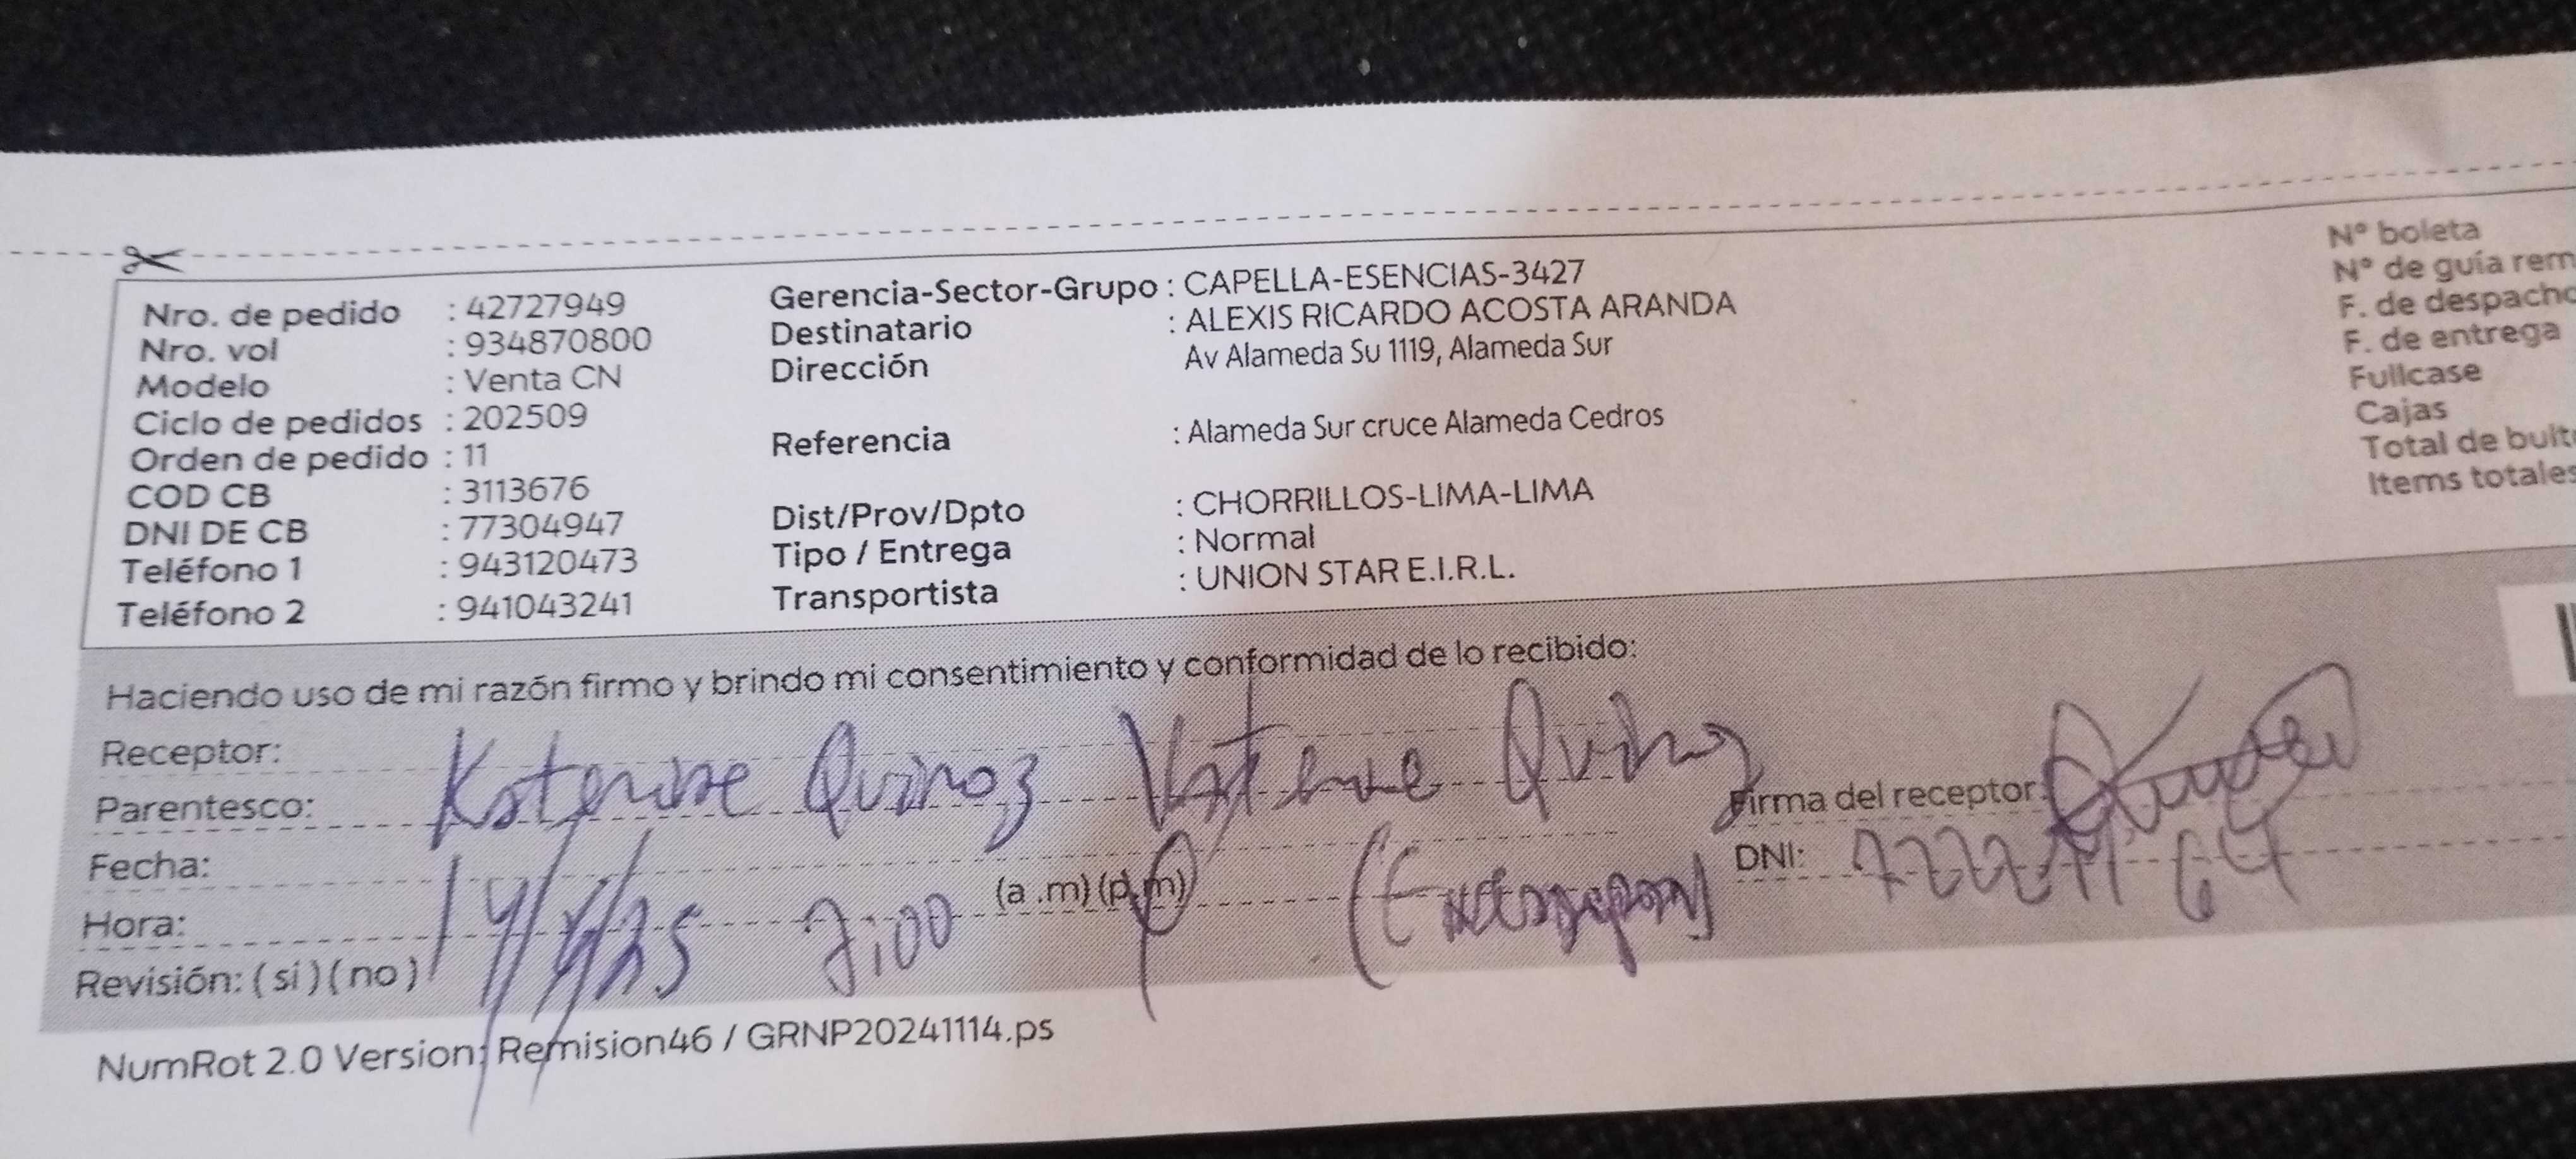 Nro. de pedido : 42727949
Nro. vol : 934870800
Modelo : Venta CN
Ciclo de pedidos : 202509
Orden de pedido : 11
COD CB : 3113676
DNI DE CB : 77304947
Teléfono 1 : 943120473
Teléfono 2 : 941043241
Gerencia-Sector-Grupo : CAPELLA-ESENCIAS-3427
Destinatario : ALEXIS RICARDO ACOSTA ARANDA
Dirección Av Alameda Su 1119, Alameda Sur
Referencia : Alameda Sur cruce Alameda Cedros
Dist/Prov/Dpto : CHORRILLOS-LIMA-LIMA
Tipo / Entrega : Normal
Transportista : UNION STAR E.I.R.L.
N° boleta
N° de guía rem
F. de despacho
F. de entrega
Fullcase
Cajas
Total de bult
Items totales
Haciendo uso de mi razón firmo y brindo mi consentimiento y conformidad de lo recibido:
Receptor:
Parentesco: Katerine Quiroz Katerine Quiroz
Firma del receptor:
Fecha:
Hora: 7:00 (a .m) (p.m)
DNI:
Revisión: ( si ) ( no )
NumRot 2.0 Version: Remision46 / GRNP20241114.ps